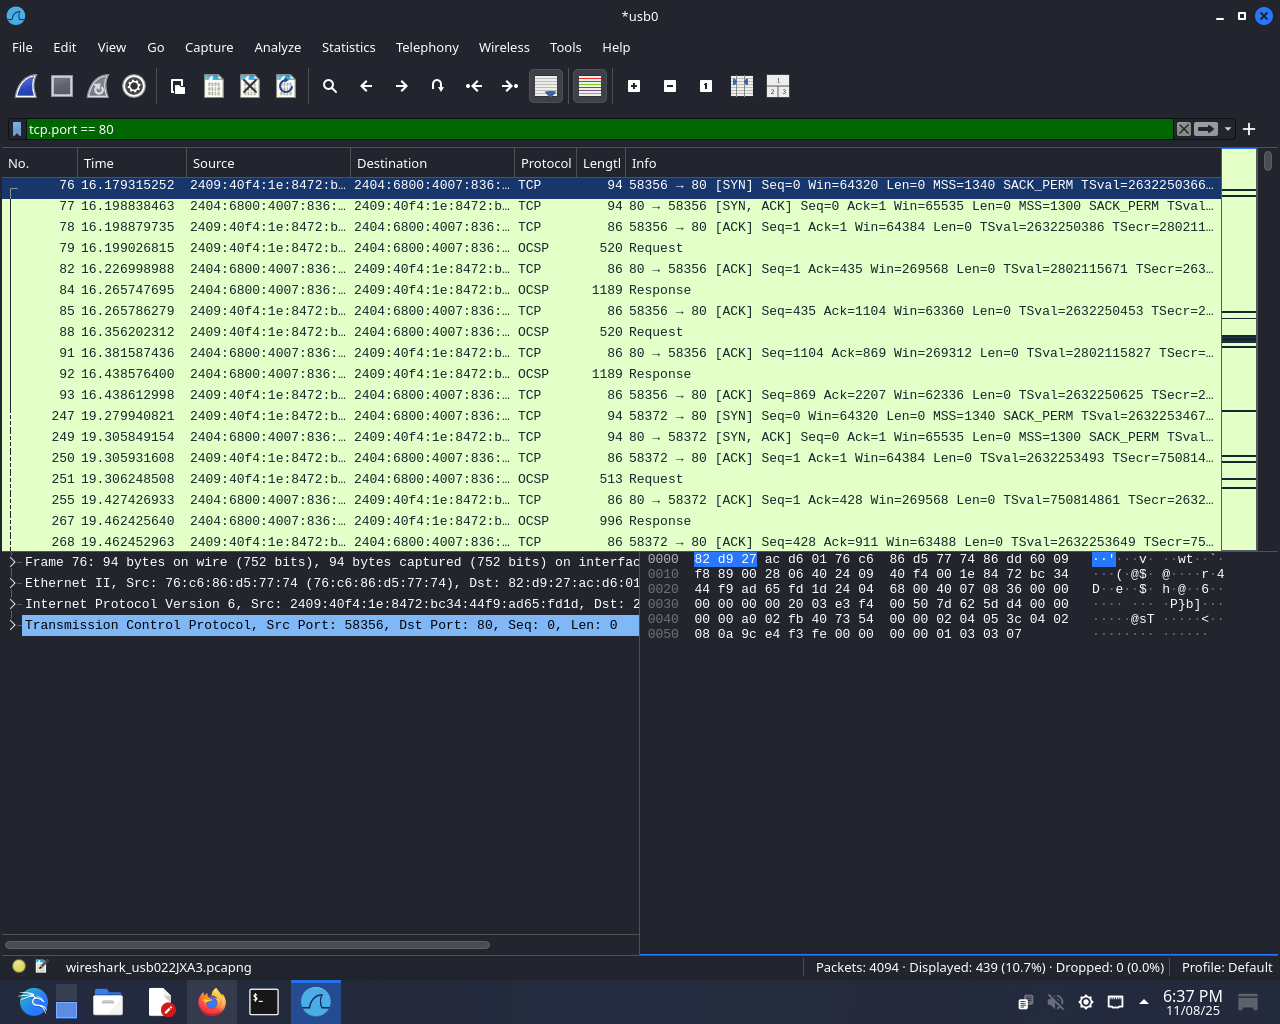 *usb0
File Edit View Go Capture Analyze Statistics Telephony Wireless Tools Help
tcp.port == 80
No. Time Source Destination Protocol Lengtl Info
76 16.179315252 2409:40f4:1e:8472:b… 2404:6800:4007:836:… TCP 94 58356 → 80 [SYN] Seq=0 Win=64320 Len=0 MSS=1340 SACK_PERM TSval=2632250366…
77 16.198838463 2404:6800:4007:836:… 2409:40f4:1e:8472:b… TCP 94 80 → 58356 [SYN, ACK] Seq=0 Ack=1 Win=65535 Len=0 MSS=1300 SACK_PERM TSval…
78 16.198879735 2409:40f4:1e:8472:b… 2404:6800:4007:836:… TCP 86 58356 → 80 [ACK] Seq=1 Ack=1 Win=64384 Len=0 TSval=2632250386 TSecr=280211…
79 16.199026815 2409:40f4:1e:8472:b… 2404:6800:4007:836:… OCSP 520 Request
82 16.226998988 2404:6800:4007:836:… 2409:40f4:1e:8472:b… TCP 86 80 → 58356 [ACK] Seq=1 Ack=435 Win=269568 Len=0 TSval=2802115671 TSecr=263…
84 16.265747695 2404:6800:4007:836:… 2409:40f4:1e:8472:b… OCSP 1189 Response
85 16.265786279 2409:40f4:1e:8472:b… 2404:6800:4007:836:… TCP 86 58356 → 80 [ACK] Seq=435 Ack=1104 Win=63360 Len=0 TSval=2632250453 TSecr=2…
88 16.356202312 2409:40f4:1e:8472:b… 2404:6800:4007:836:… OCSP 520 Request
91 16.381587436 2404:6800:4007:836:… 2409:40f4:1e:8472:b… TCP 86 80 → 58356 [ACK] Seq=1104 Ack=869 Win=269312 Len=0 TSval=2802115827 TSecr=…
92 16.438576400 2404:6800:4007:836:… 2409:40f4:1e:8472:b… OCSP 1189 Response
93 16.438612998 2409:40f4:1e:8472:b… 2404:6800:4007:836:… TCP 86 58356 → 80 [ACK] Seq=869 Ack=2207 Win=62336 Len=0 TSval=2632250625 TSecr=2…
247 19.279940821 2409:40f4:1e:8472:b… 2404:6800:4007:836:… TCP 94 58372 → 80 [SYN] Seq=0 Win=64320 Len=0 MSS=1340 SACK_PERM TSval=2632253467…
249 19.305849154 2404:6800:4007:836:… 2409:40f4:1e:8472:b… TCP 94 80 → 58372 [SYN, ACK] Seq=0 Ack=1 Win=65535 Len=0 MSS=1300 SACK_PERM TSval…
250 19.305931608 2409:40f4:1e:8472:b… 2404:6800:4007:836:… TCP 86 58372 → 80 [ACK] Seq=1 Ack=1 Win=64384 Len=0 TSval=2632253493 TSecr=750814…
251 19.306248508 2409:40f4:1e:8472:b… 2404:6800:4007:836:… OCSP 513 Request
255 19.427426933 2404:6800:4007:836:… 2409:40f4:1e:8472:b… TCP 86 80 → 58372 [ACK] Seq=1 Ack=428 Win=269568 Len=0 TSval=750814861 TSecr=2632…
267 19.462425640 2404:6800:4007:836:… 2409:40f4:1e:8472:b… OCSP 996 Response
268 19.462452963 2409:40f4:1e:8472:b… 2404:6800:4007:836:… TCP 86 58372 → 80 [ACK] Seq=428 Ack=911 Win=63488 Len=0 TSval=2632253649 TSecr=75…
Frame 76: 94 bytes on wire (752 bits), 94 bytes captured (752 bits) on interfac
Ethernet II, Src: 76:c6:86:d5:77:74 (76:c6:86:d5:77:74), Dst: 82:d9:27:ac:d6:01
Internet Protocol Version 6, Src: 2409:40f4:1e:8472:bc34:44f9:ad65:fd1d, Dst: 2
Transmission Control Protocol, Src Port: 58356, Dst Port: 80, Seq: 0, Len: 0
0000 82 d9 27 ac d6 01 76 c6 86 d5 77 74 86 dd 60 09 ··'···v· ··wt··`·
0010 f8 89 00 28 06 40 24 09 40 f4 00 1e 84 72 bc 34 ···(·@$· @····r·4
0020 44 f9 ad 65 fd 1d 24 04 68 00 40 07 08 36 00 00 D··e··$· h·@··6··
0030 00 00 00 00 20 03 e3 f4 00 50 7d 62 5d d4 00 00 ···· ··· ·P}b]···
0040 00 00 a0 02 fb 40 73 54 00 00 02 04 05 3c 04 02 ·····@sT ·····<··
0050 08 0a 9c e4 f3 fe 00 00 00 00 01 03 03 07 ········ ······
wireshark_usb022JXA3.pcapng
Packets: 4094 · Displayed: 439 (10.7%) · Dropped: 0 (0.0%)
Profile: Default
6:37 PM
11/08/25